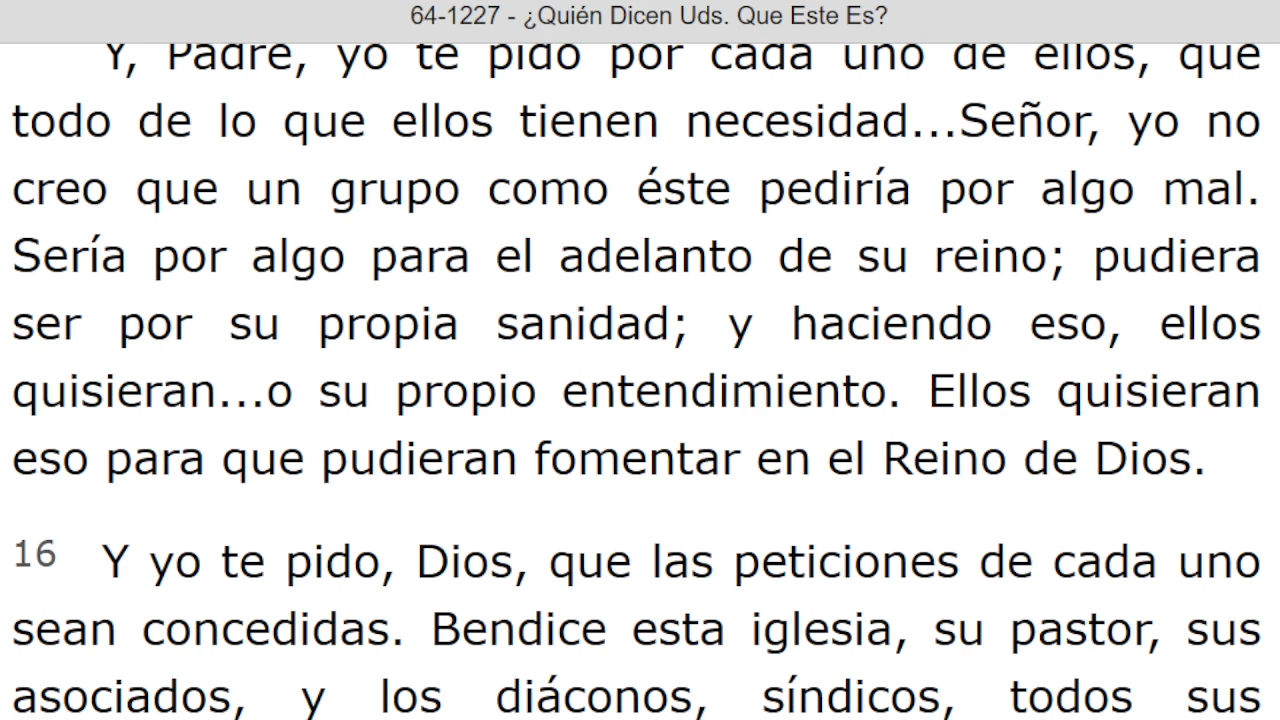 64-1227 - ¿Quién Dicen Uds. Que Este Es?
Y, Padre, yo te pido por cada uno de ellos, que
todo de lo que ellos tienen necesidad...Señor, yo no
creo que un grupo como éste pediría por algo mal.
Sería por algo para el adelanto de su reino; pudiera
ser por su propia sanidad; y haciendo eso, ellos
quisieran...o su propio entendimiento. Ellos quisieran
eso para que pudieran fomentar en el Reino de Dios.
16 Y yo te pido, Dios, que las peticiones de cada uno
sean concedidas. Bendice esta iglesia, su pastor, sus
asociados, y los diáconos, síndicos, todos sus